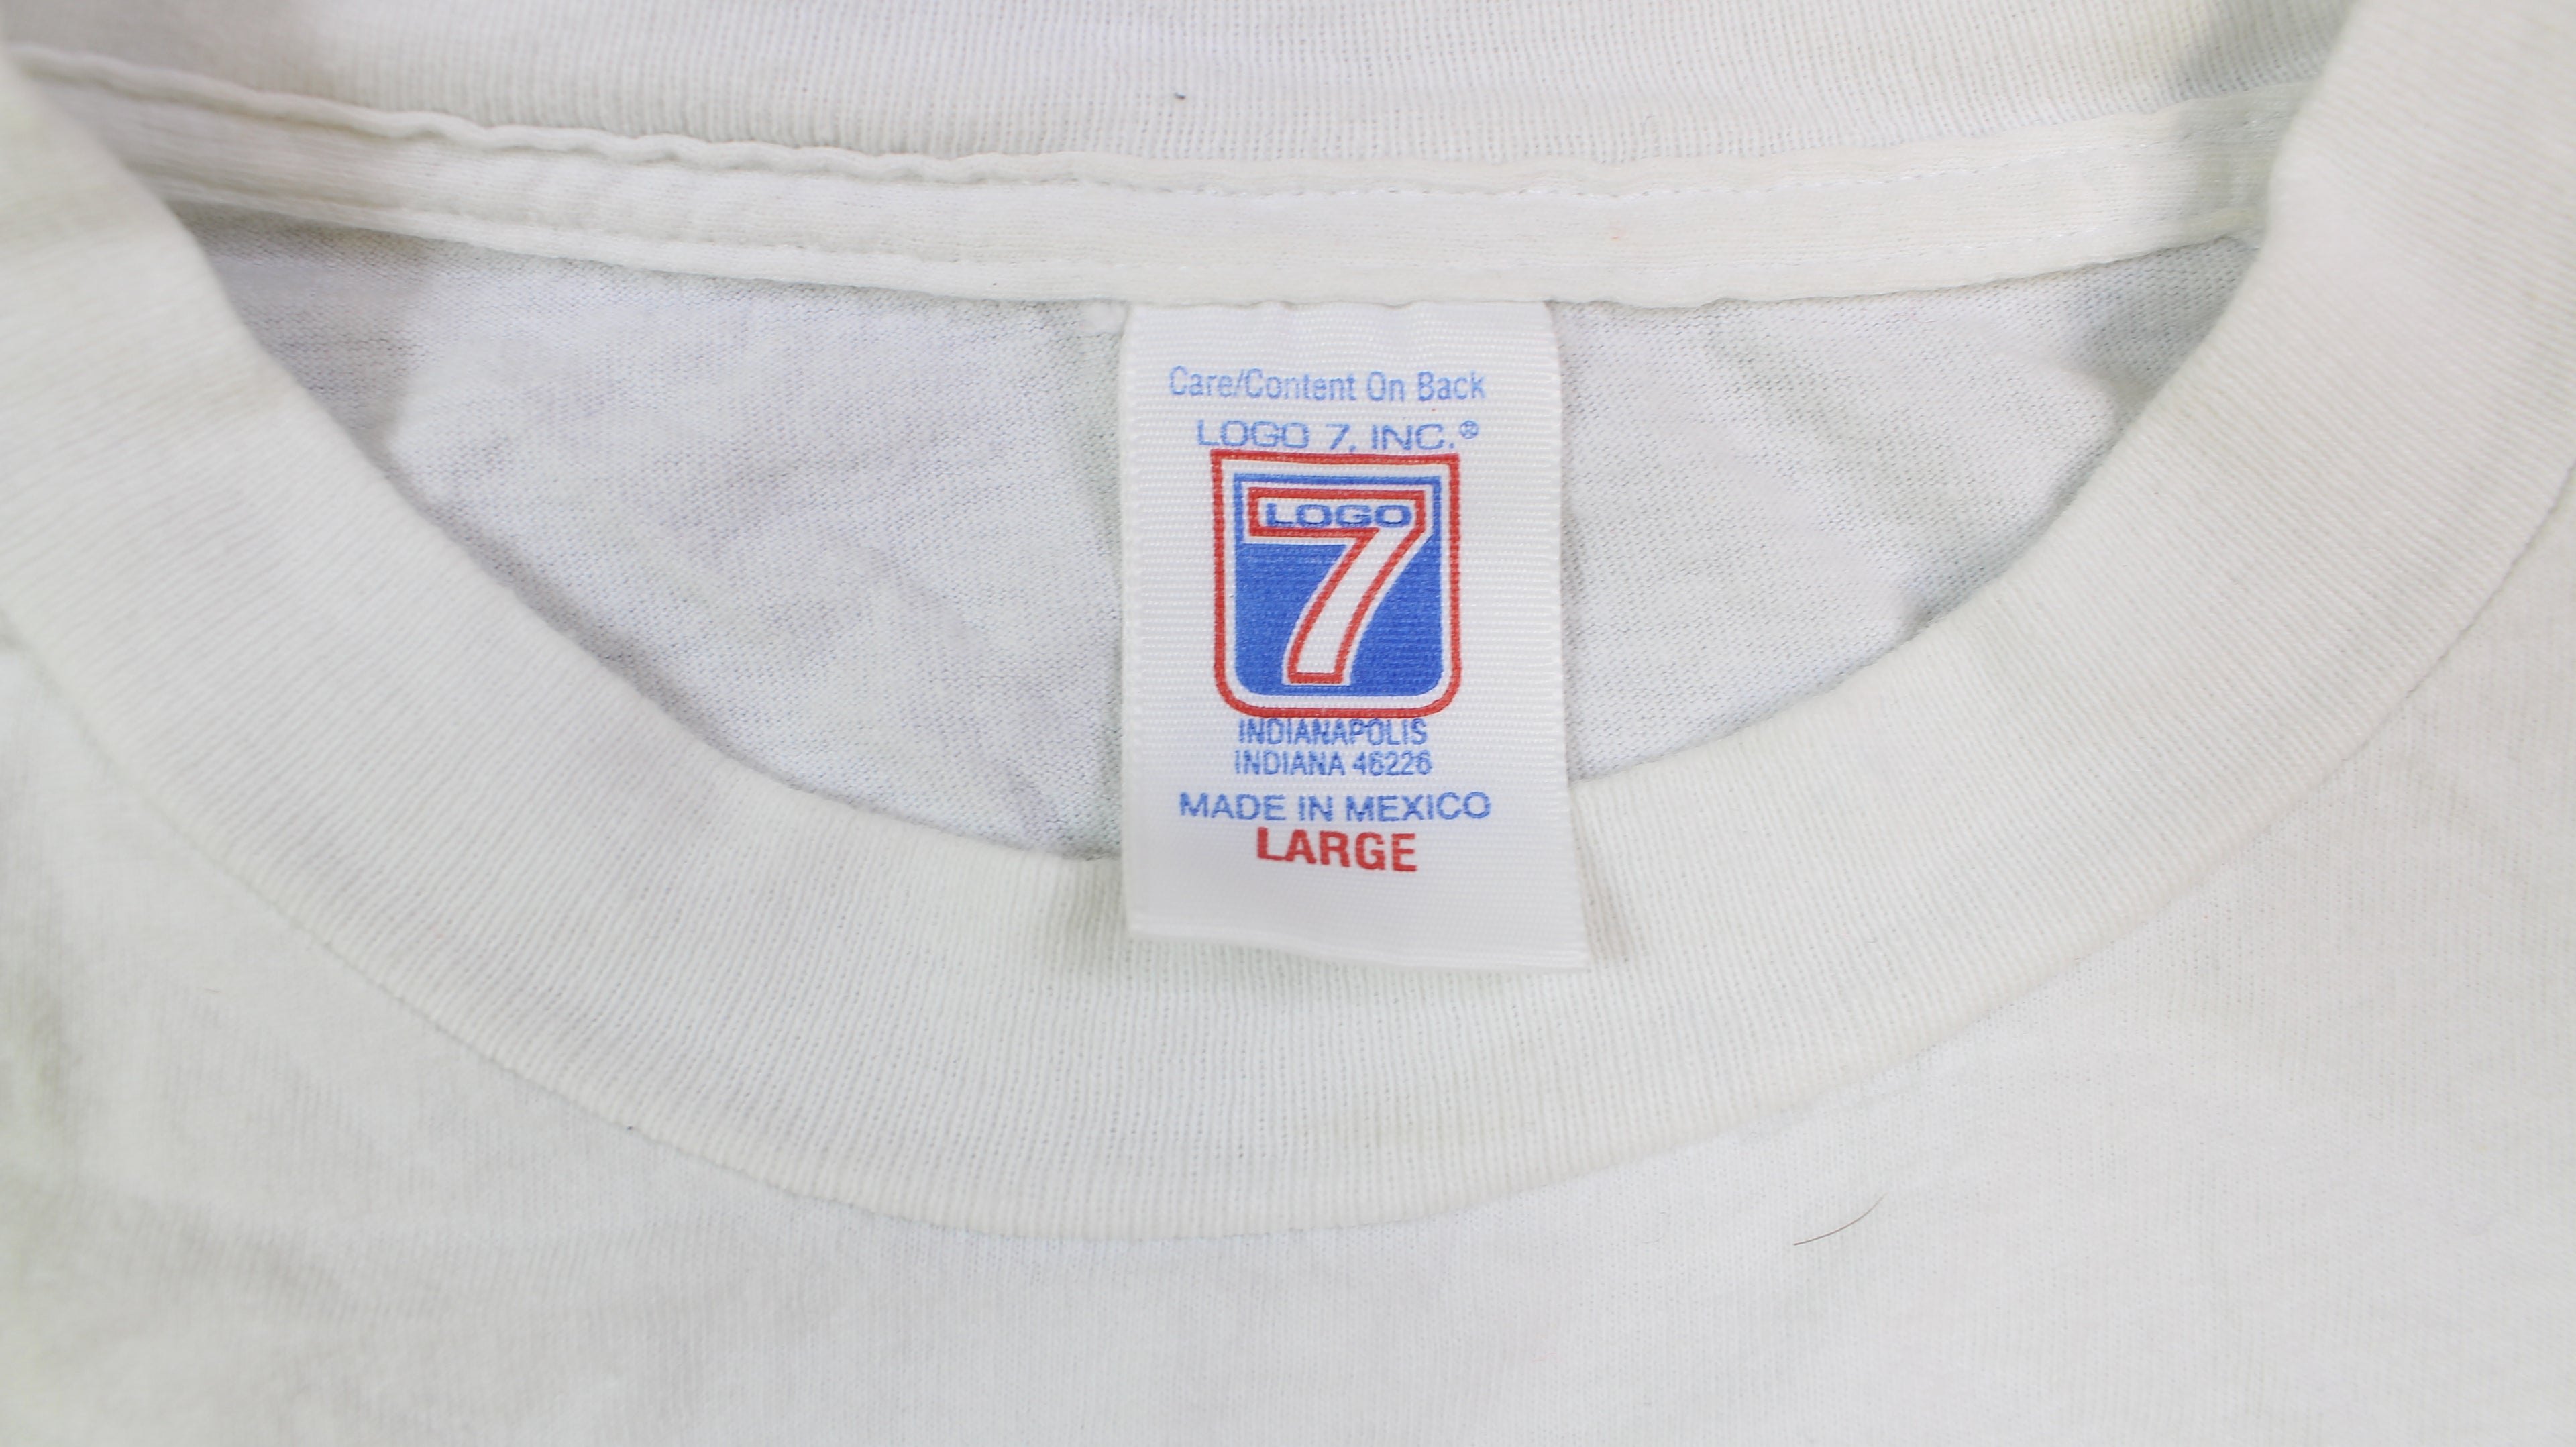 Care/Content On Back
LOGO 7, INC.®
LOGO
7
INDIANAPOLIS
INDIANA 46226
MADE IN MEXICO
LARGE